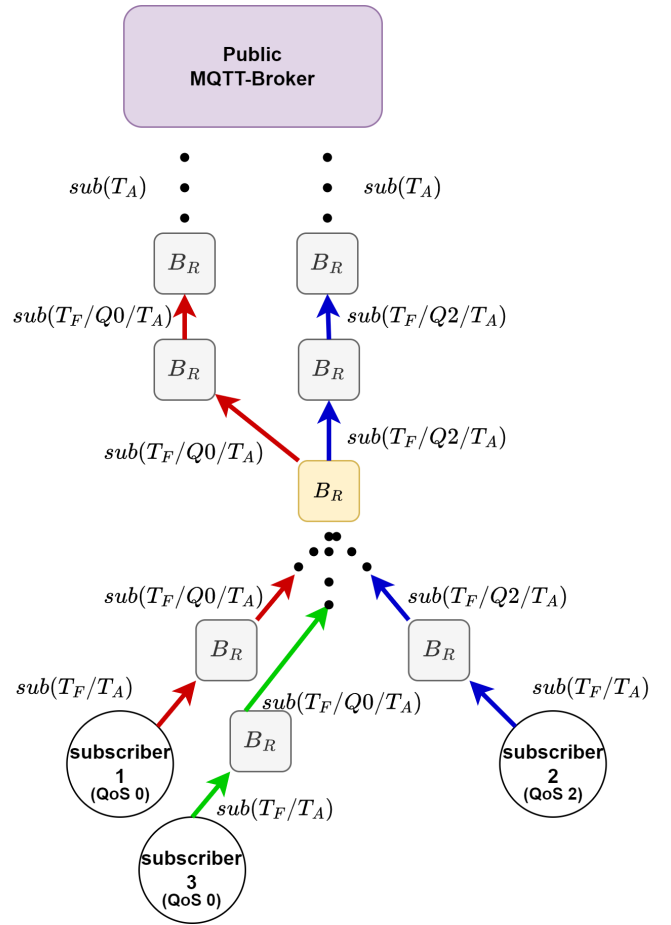 Public
MQTT-Broker
sub(T_A)
sub(T_A)
B_R
B_R
sub(T_F/Q0/T_A)
sub(T_F/Q2/T_A)
B_R
B_R
sub(T_F/Q0/T_A)
sub(T_F/Q2/T_A)
B_R
sub(T_F/Q0/T_A)
sub(T_F/Q2/T_A)
B_R
B_R
sub(T_F/T_A)
sub(T_F/T_A)
sub(T_F/Q0/T_A)
B_R
subscriber
1
(QoS 0)
subscriber
2
(QoS 2)
sub(T_F/T_A)
subscriber
3
(QoS 0)